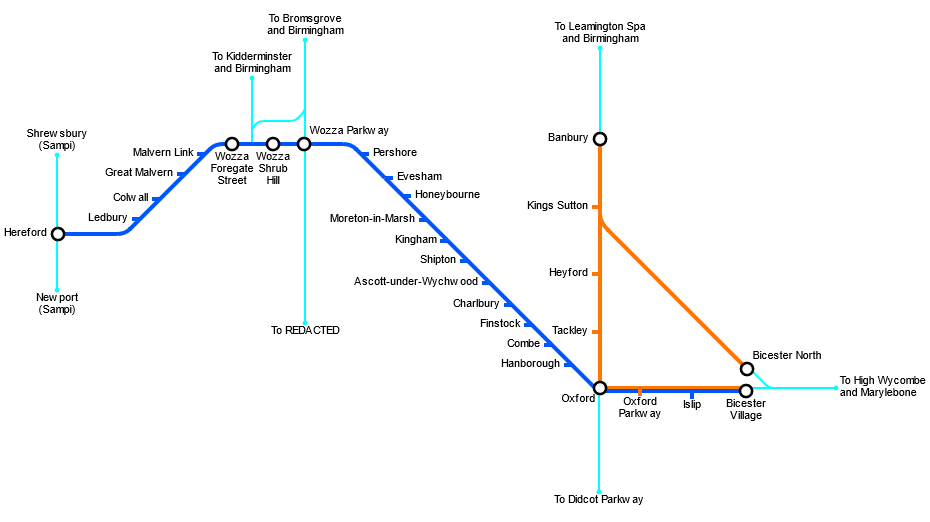 To Bromsgrove
and Birmingham
To Leamington Spa
and Birmingham
To Kidderminster
and Birmingham
Shrewsbury
(Sampi)
Wozza Parkway
Banbury
Malvern Link
Wozza
Foregate
Street
Wozza
Shrub
Hill
Pershore
Great Malvern
Evesham
Colwall
Honeybourne
Kings Sutton
Ledbury
Moreton-in-Marsh
Hereford
Kingham
Shipton
Heyford
Ascott-under-Wychwood
Newport
(Sampi)
Charlbury
Finstock
To REDACTED
Tackley
Combe
Bicester North
Hanborough
To High Wycombe
and Marylebone
Oxford
Oxford
Parkway
Islip
Bicester
Village
To Didcot Parkway